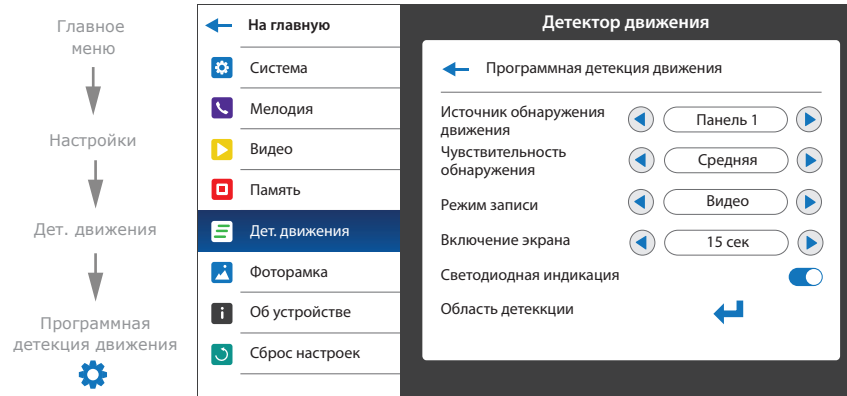 Главное
меню
Настройки
Дет. движения
Программная
детекция движения
На главную
Система
Мелодия
Видео
Память
Дет. движения
Фоторамка
Об устройстве
Сброс настроек
Детектор движения
Программная детекция движения
Источник обнаружения
движения
Панель 1
Чувствительность
обнаружения
Средняя
Режим записи
Видео
Включение экрана
15 сек
Светодиодная индикация
Область детеккции